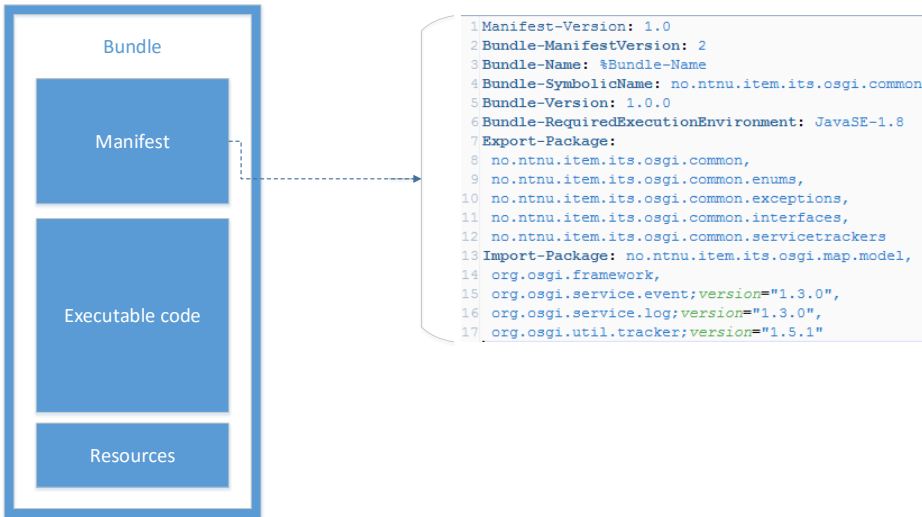 Bundle
Manifest
Executable code
Resources
1 Manifest-Version: 1.0
2 Bundle-ManifestVersion: 2
3 Bundle-Name: %Bundle-Name
4 Bundle-SymbolicName: no.ntnu.item.its.osgi.common
5 Bundle-Version: 1.0.0
6 Bundle-RequiredExecutionEnvironment: JavaSE-1.8
7 Export-Package:
8 no.ntnu.item.its.osgi.common,
9 no.ntnu.item.its.osgi.common.enums,
10 no.ntnu.item.its.osgi.common.exceptions,
11 no.ntnu.item.its.osgi.common.interfaces,
12 no.ntnu.item.its.osgi.common.servicetrackers
13 Import-Package: no.ntnu.item.its.osgi.map.model,
14 org.osgi.framework,
15 org.osgi.service.event;version="1.3.0",
16 org.osgi.service.log;version="1.3.0",
17 org.osgi.util.tracker;version="1.5.1"